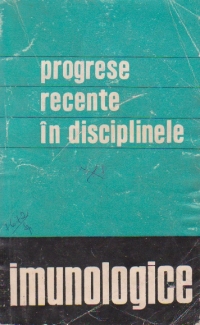 progrese
recente
în disciplinele
imunologice